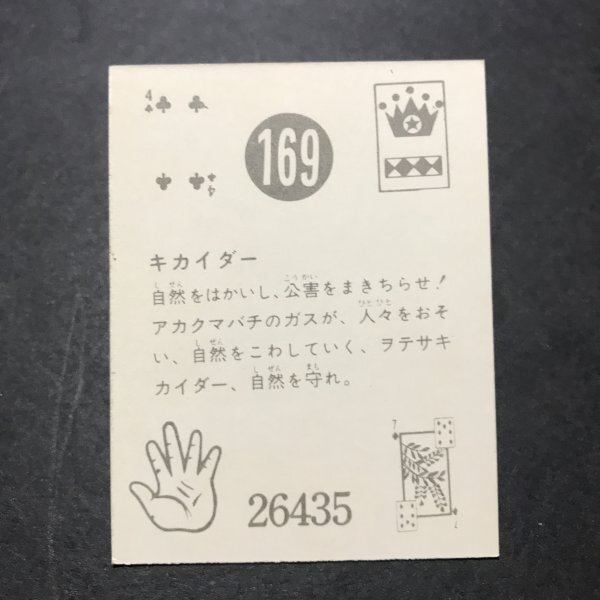 4
169
4
キカイダー
自然をはかいし、公害をまきちらせ!
アカクマバチのガスが、人々をおそ
い、自然をこわしていく、ヲテサキ
カイダー、自然を守れ。
7
26435
7